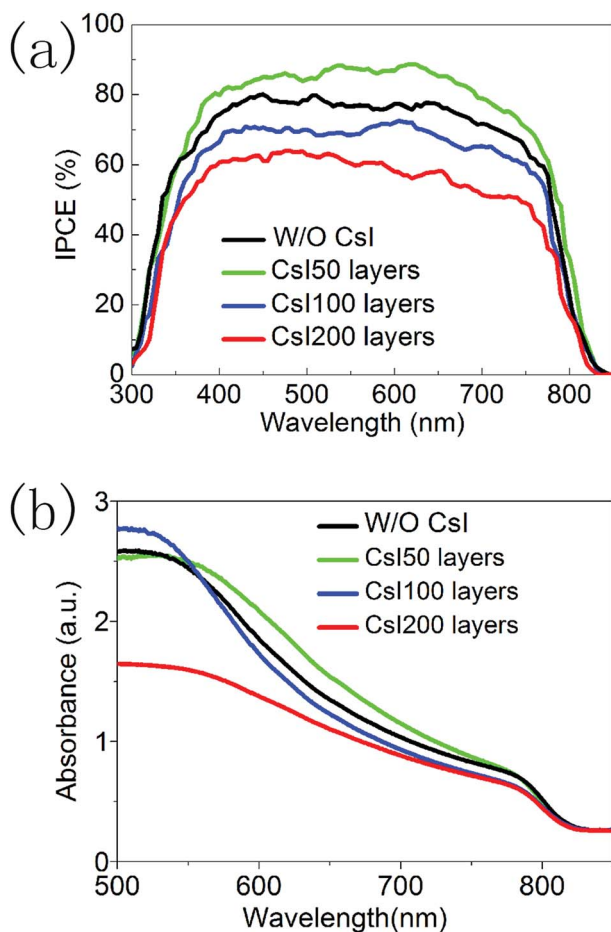 (a)
100
80
60
40
20
0
IPCE (%)
W/O CsI
CsI50 layers
CsI100 layers
CsI200 layers
300 400 500 600 700 800
Wavelength (nm)
(b)
3
2
1
0
Absorbance (a.u.)
W/O CsI
CsI50 layers
CsI100 layers
CsI200 layers
500 600 700 800
Wavelength(nm)